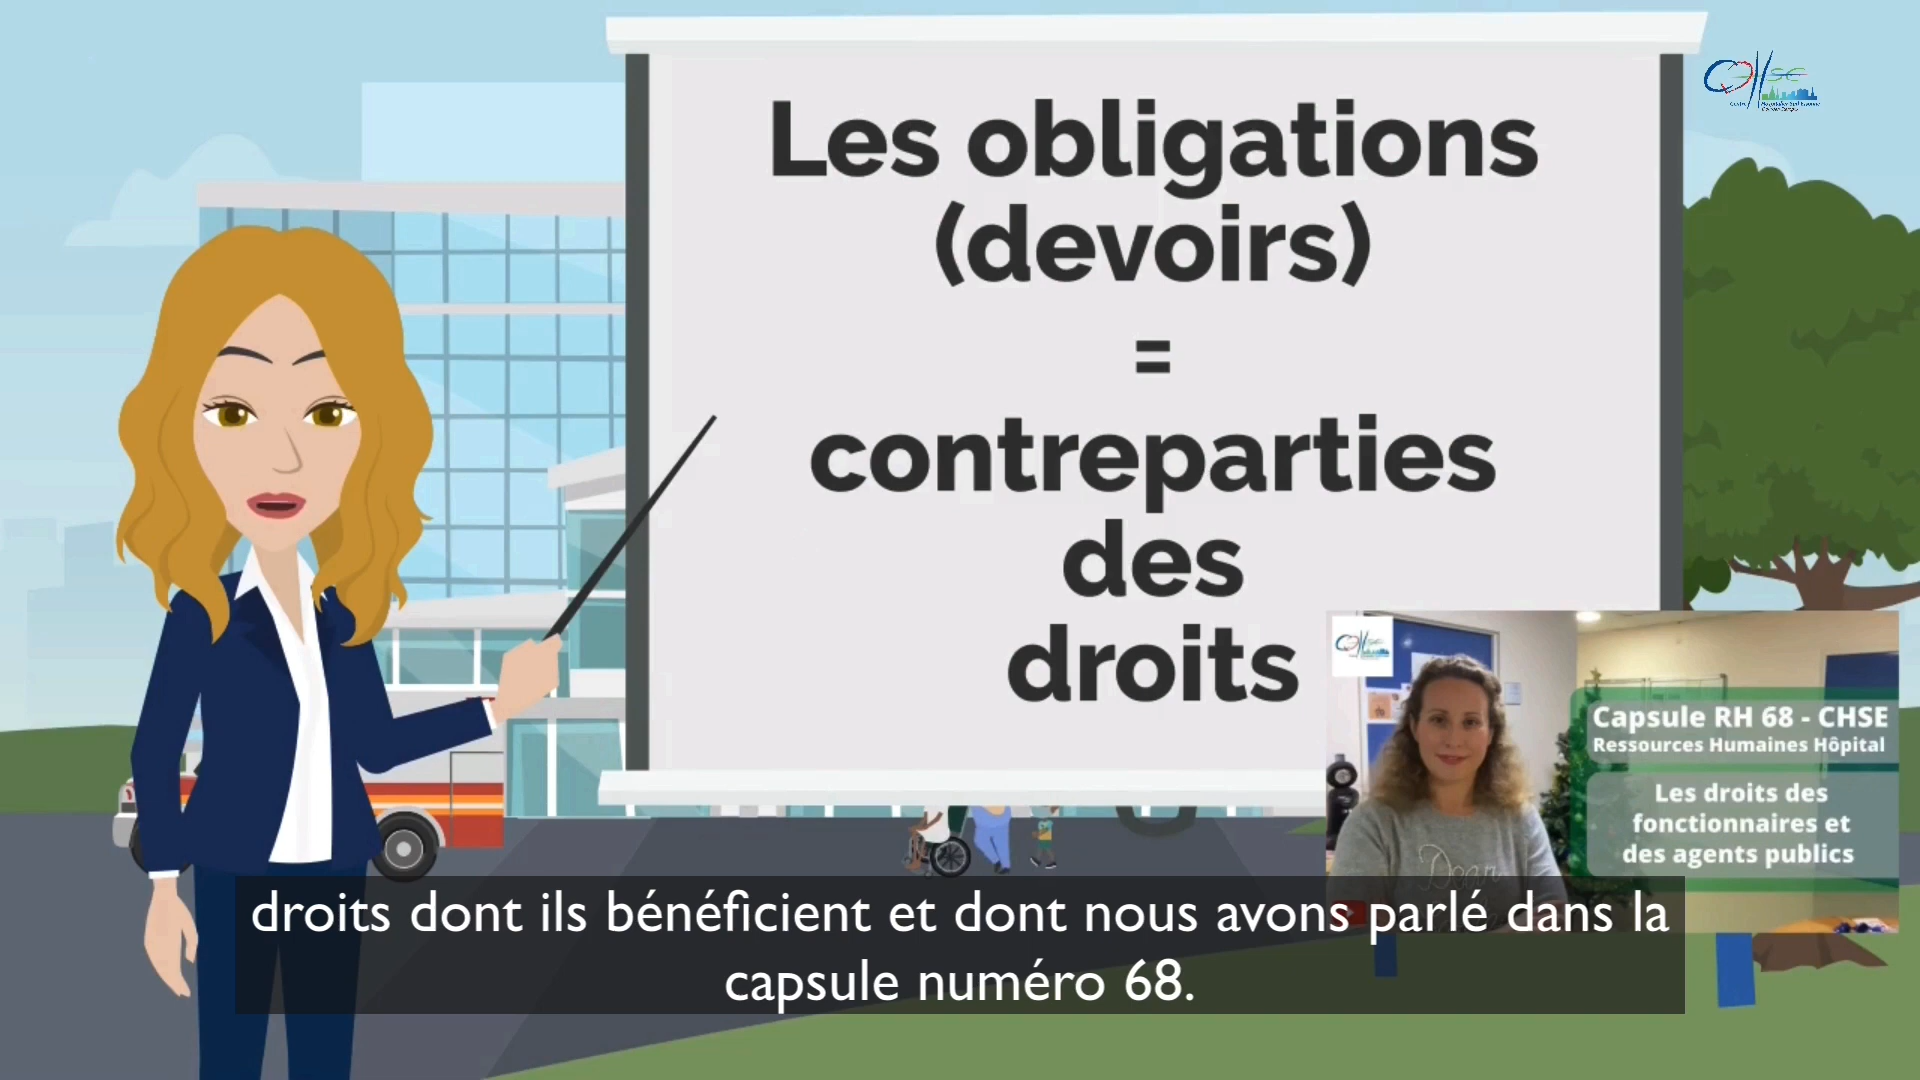 Les obligations
(devoirs)
=
contreparties
des
droits
Capsule RH 68 - CHSE
Ressources Humaines Hôpital
Les droits des
fonctionnaires et
des agents publics
droits dont ils bénéficient et dont nous avons parlé dans la
capsule numéro 68.